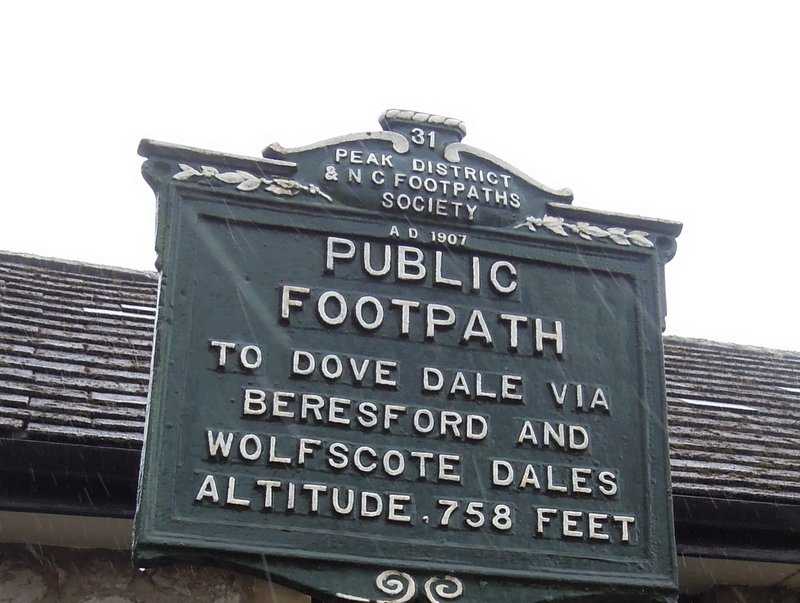 31
PEAK DISTRICT
& N C FOOTPATHS
SOCIETY
A D 1907
PUBLIC
FOOTPATH
TO DOVE DALE VIA
BERESFORD AND
WOLFSCOTE DALES
ALTITUDE . 758 FEET